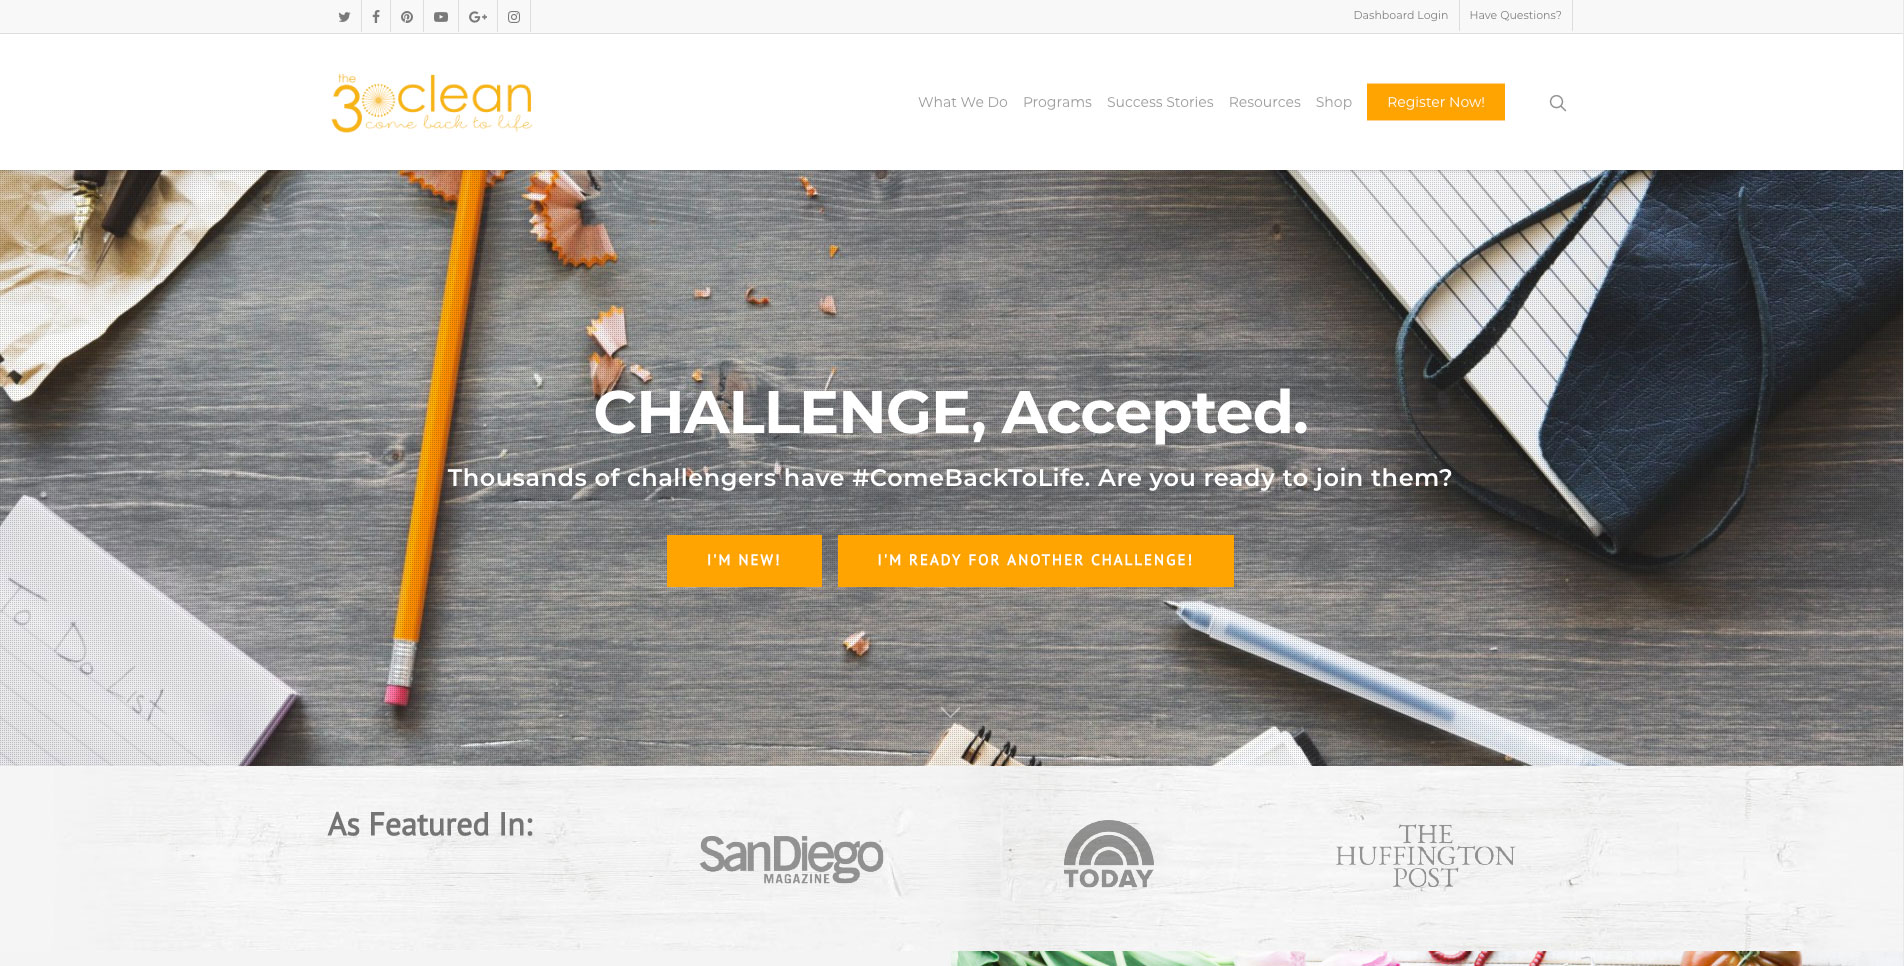 Dashboard Login
Have Questions?
the
30clean
come back to life
What We Do
Programs
Success Stories
Resources
Shop
Register Now!
CHALLENGE, Accepted.
Thousands of challengers have #ComeBackToLife. Are you ready to join them?
I'M NEW!
I'M READY FOR ANOTHER CHALLENGE!
To Do List
As Featured In:
SanDiego
MAGAZINE
TODAY
THE
HUFFINGTON
POST